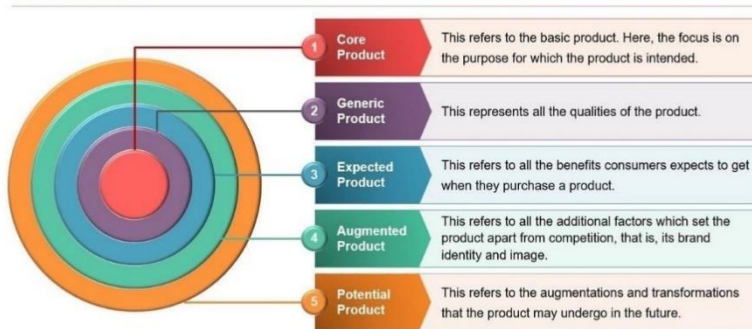 1
Core
Product
This refers to the basic product. Here, the focus is on
the purpose for which the product is intended.
2
Generic
Product
This represents all the qualities of the product.
3
Expected
Product
This refers to all the benefits consumers expects to get
when they purchase a product.
4
Augmented
Product
This refers to all the additional factors which set the
product apart from competition, that is, its brand
identity and image.
5
Potential
Product
This refers to the augmentations and transformations
that the product may undergo in the future.